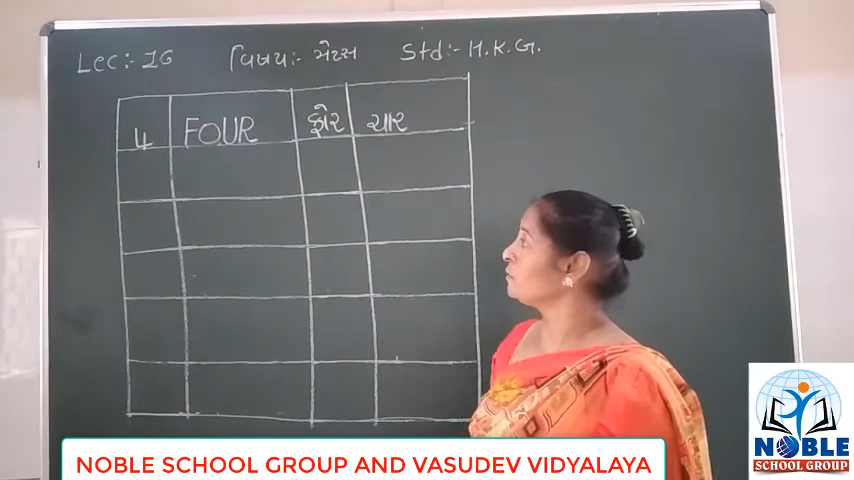 Lec:- 16 વિષય:- મેટ્સ Std:- H.K.G.
4 FOUR ફોર ચાર
NOBLE
SCHOOL GROUP
NOBLE SCHOOL GROUP AND VASUDEV VIDYALAYA